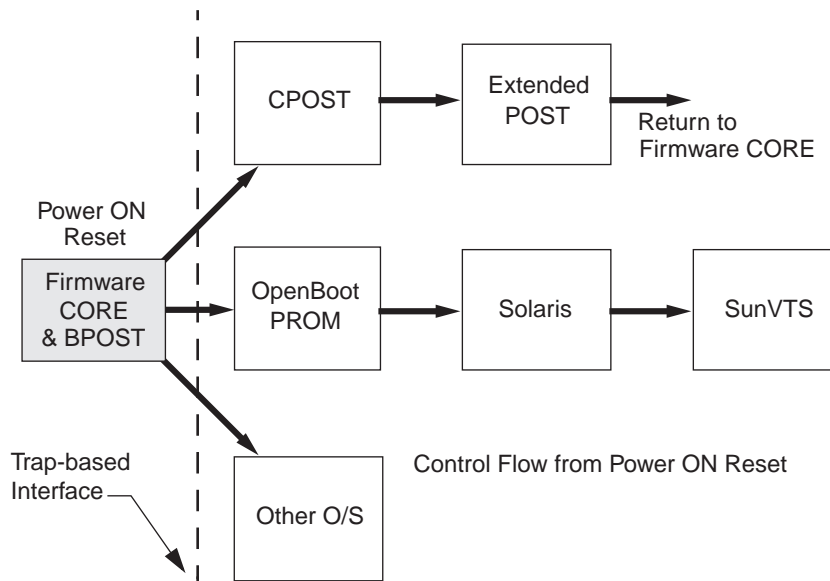 CPOST
Extended
POST
Return to
Firmware CORE
Power ON
Reset
Firmware
CORE
& BPOST
OpenBoot
PROM
Solaris
SunVTS
Trap-based
Interface
Other O/S
Control Flow from Power ON Reset